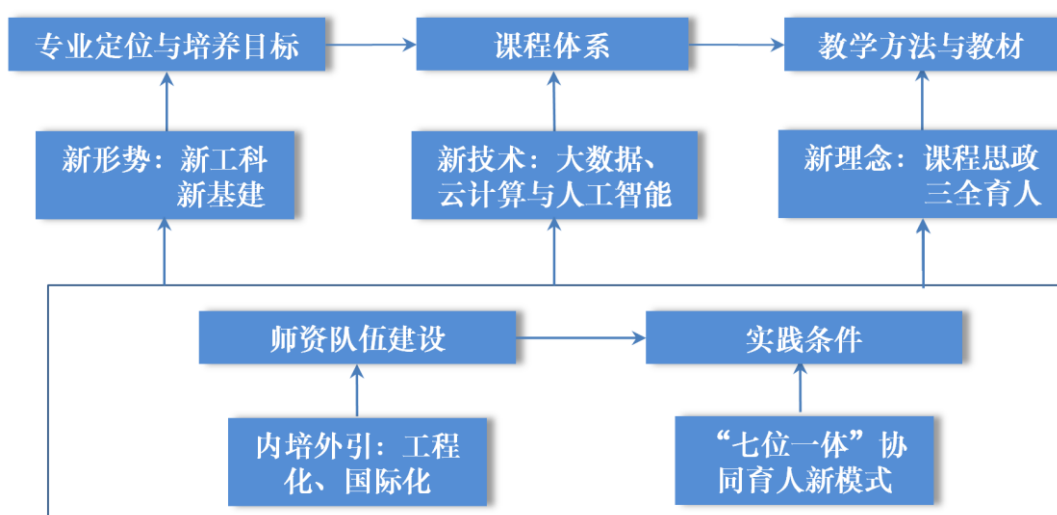 专业定位与培养目标
课程体系
教学方法与教材
新形势：新工科
新基建
新技术：大数据、
云计算与人工智能
新理念：课程思政
三全育人
师资队伍建设
实践条件
内培外引：工程
化、国际化
“七位一体”协
同育人新模式